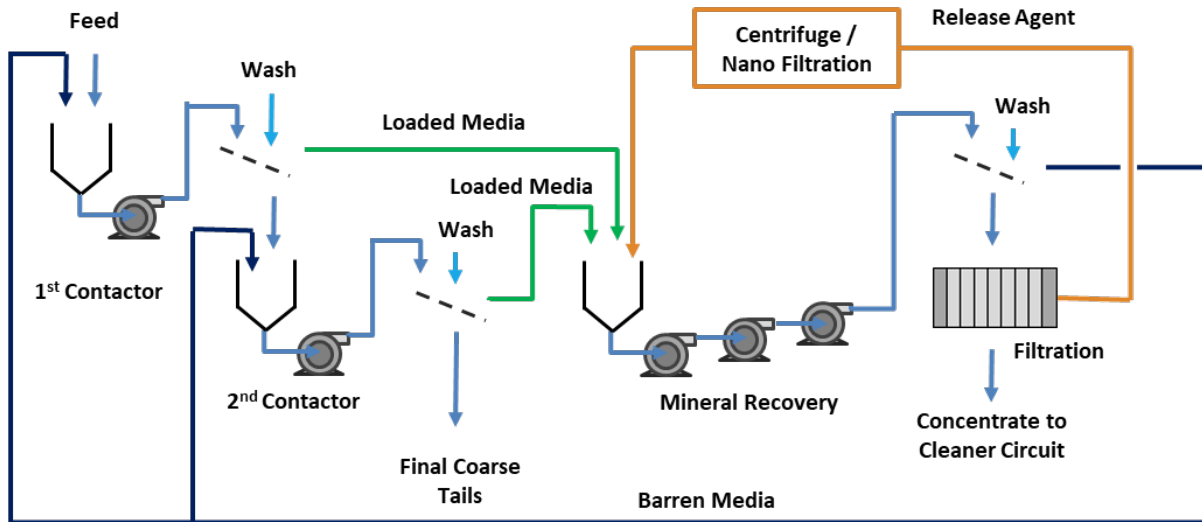 Feed
Release Agent
Centrifuge /
Nano Filtration
Wash
Wash
Loaded Media
Loaded Media
Wash
1st Contactor
2nd Contactor
Filtration
Mineral Recovery
Concentrate to
Cleaner Circuit
Final Coarse
Tails
Barren Media